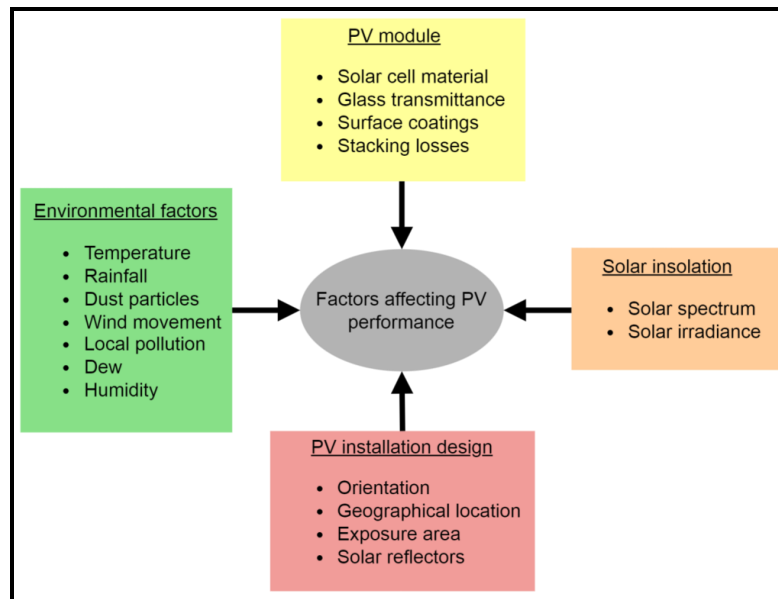 PV module
• Solar cell material
• Glass transmittance
• Surface coatings
• Stacking losses
Environmental factors
• Temperature
• Rainfall
• Dust particles
• Wind movement
• Local pollution
• Dew
• Humidity
Factors affecting PV
performance
Solar insolation
• Solar spectrum
• Solar irradiance
PV installation design
• Orientation
• Geographical location
• Exposure area
• Solar reflectors